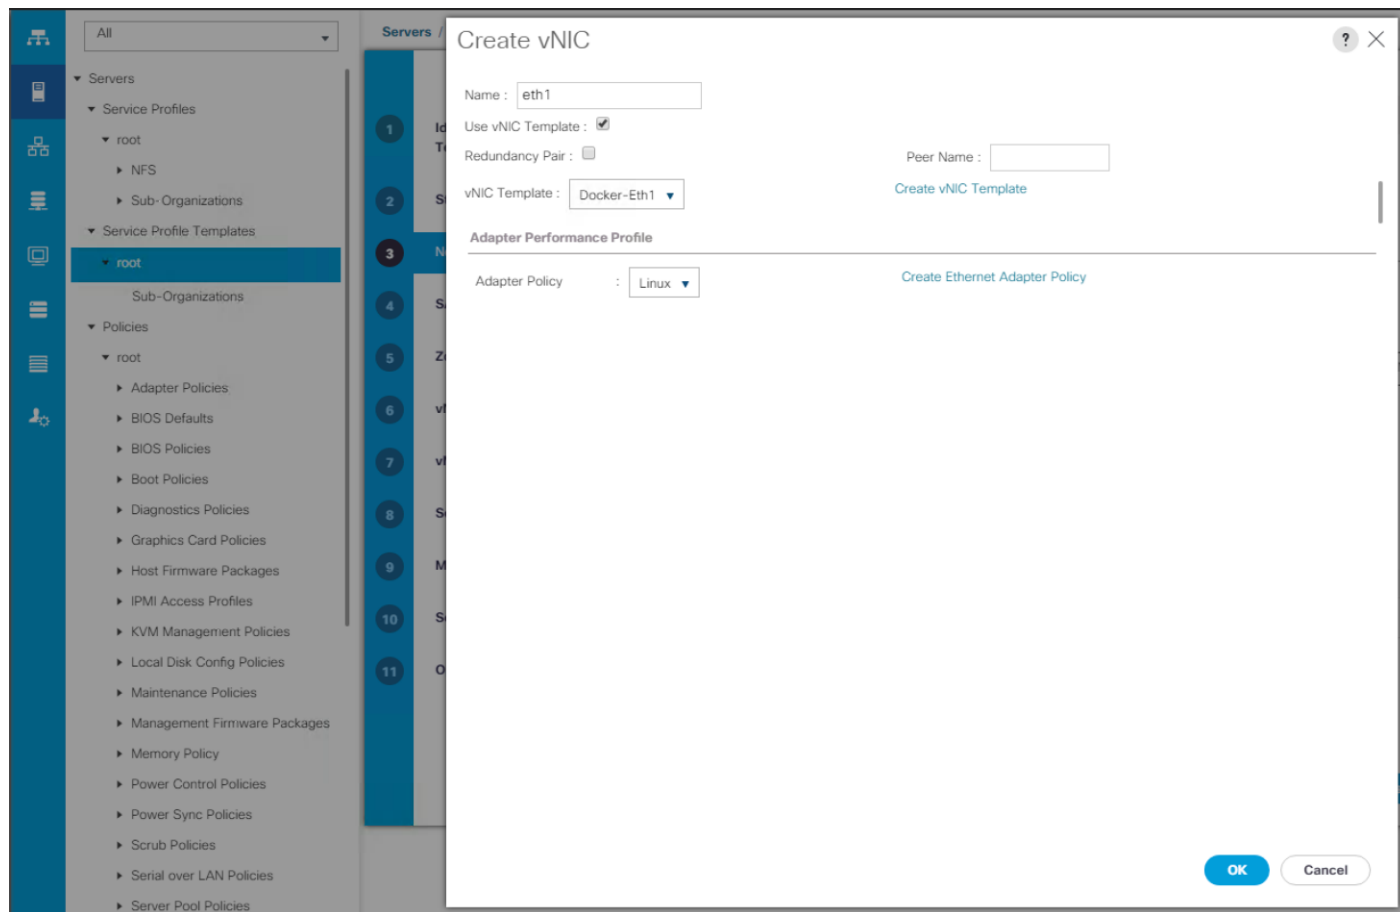 All
Servers
Service Profiles
root
NFS
Sub-Organizations
Service Profile Templates
root
Sub-Organizations
Policies
root
Adapter Policies
BIOS Defaults
BIOS Policies
Boot Policies
Diagnostics Policies
Graphics Card Policies
Host Firmware Packages
IPMI Access Profiles
KVM Management Policies
Local Disk Config Policies
Maintenance Policies
Management Firmware Packages
Memory Policy
Power Control Policies
Power Sync Policies
Scrub Policies
Serial over LAN Policies
Server Pool Policies
Servers /
1
2
3
4
5
6
7
8
9
10
11
Create vNIC
?
Name : eth1
Use vNIC Template :
Redundancy Pair :
Peer Name :
vNIC Template : Docker-Eth1
Create vNIC Template
Adapter Performance Profile
Adapter Policy : Linux
Create Ethernet Adapter Policy
OK
Cancel